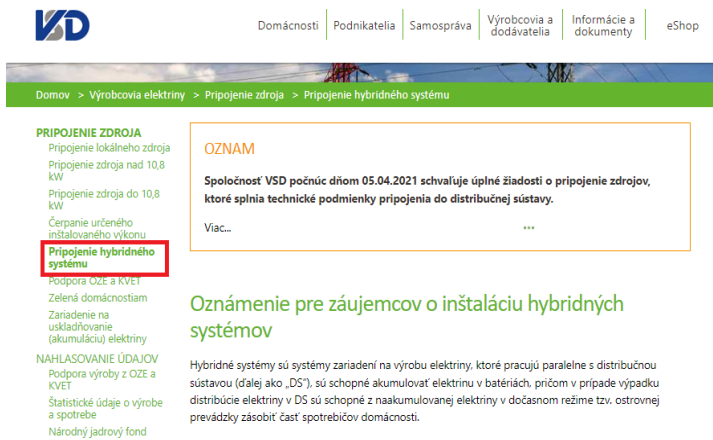 VSD
Domácnosti
Podnikatelia
Samospráva
Výrobcovia a
dodávatelia
Informácie a
dokumenty
eShop
Domov > Výrobcovia elektriny > Pripojenie zdroja > Pripojenie hybridného systému
PRIPOJENIE ZDROJA
Pripojenie lokálneho zdroja
Pripojenie zdroja nad 10,8
kW
Pripojenie zdroja do 10,8
kW
Čerpanie určeného
inštalovaného výkonu
Pripojenie hybridného
systému
Podpora OZE a KVET
Zelená domácnostiam
Zariadenie na
uskladňovanie
(akumuláciu) elektriny
NAHLASOVANIE ÚDAJOV
Podpora výroby z OZE a
KVET
Štatistické údaje o výrobe
a spotrebe
Národný jadrový fond
OZNAM
Spoločnosť VSD počnúc dňom 05.04.2021 schvaľuje úplné žiadosti o pripojenie zdrojov,
ktoré splnia technické podmienky pripojenia do distribučnej sústavy.
Viac...
Oznámenie pre záujemcov o inštaláciu hybridných
systémov
Hybridné systémy sú systémy zariadení na výrobu elektriny, ktoré pracujú paralelne s distribučnou
sústavou (ďalej ako „DS"), sú schopné akumulovať elektrinu v batériách, pričom v prípade výpadku
distribúcie elektriny v DS sú schopné z naakumulovanej elektriny v dočasnom režime tzv. ostrovnej
prevádzky zásobiť časť spotrebičov domácnosti.